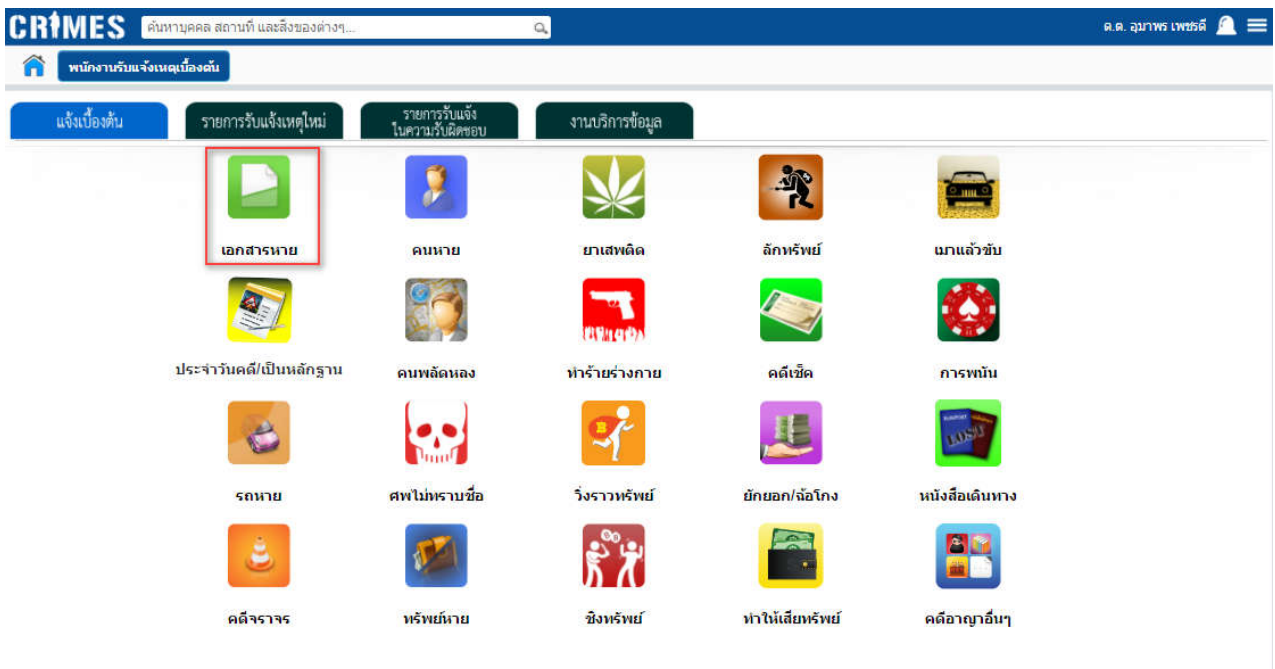 CRIMES
ค้นหาบุคคล สถานที่ และสิ่งของต่างๆ...
ด.ต. อุมาพร เพชรดี
พนักงานรับแจ้งเหตุเบื้องต้น
แจ้งเบื้องต้น
รายการรับแจ้งเหตุใหม่
รายการรับแจ้ง
ในความรับผิดชอบ
งานบริการข้อมูล
เอกสารหาย
คนหาย
ยาเสพติด
ลักทรัพย์
เมาแล้วขับ
ประจำวันคดี/เป็นหลักฐาน
คนพลัดหลง
ทำร้ายร่างกาย
คดีเช็ค
การพนัน
LOST
รถหาย
ศพไม่ทราบชื่อ
วิ่งราวทรัพย์
ยักยอก/ฉ้อโกง
หนังสือเดินทาง
คดีจราจร
ทรัพย์หาย
ชิงทรัพย์
ทำให้เสียทรัพย์
คดีอาญาอื่นๆ